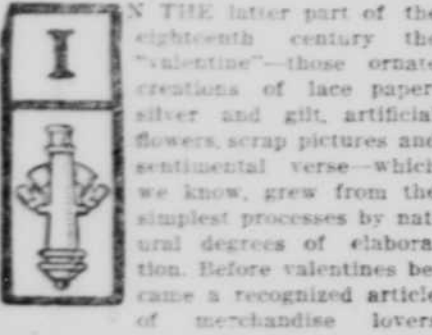 IN THE latter part of the
eighteenth century the
"valentine"—those ornate
creations of lace paper,
silver and gilt, artificial
flowers, scrap pictures and
sentimental verse—which
we know, grew from the
simplest processes by nat
ural degrees of elabora
tion. Before valentines be
came a recognized article
of merchandise lovers